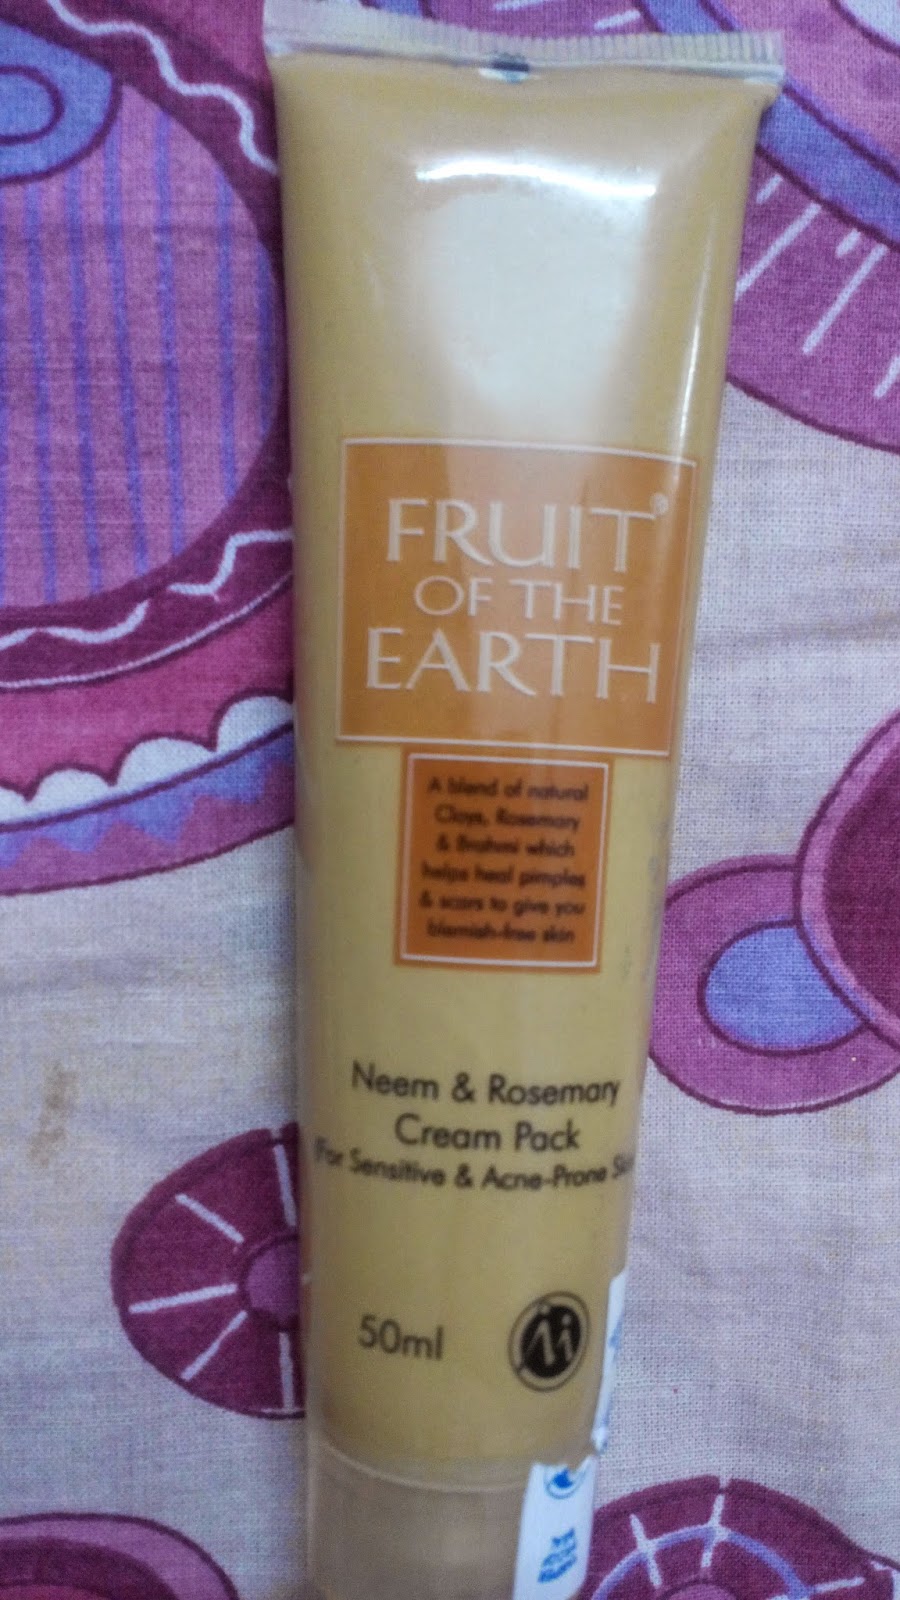 FRUIT®
OF THE
EARTH
A blend of natural
Clays, Rosemary
& Brahmi which
helps heal pimples
& scars to give you
blemish-free skin
Neem & Rosemary
Cream Pack
For Sensitive & Acne-Prone
50ml